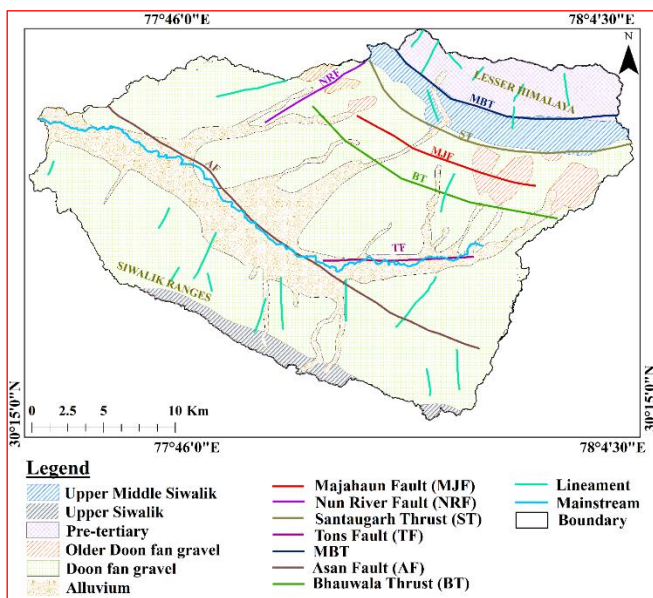 77°46'0"E
78°4'30"E
N
NRF
LESSER HIMALAYA
MBT
ST
AF
MJF
BT
TF
SIWALIK RANGES
30°15'0"N
30°15'0"N
0 2.5 5 10 Km
77°46'0"E
78°4'30"E
Legend
Upper Middle Siwalik
Upper Siwalik
Pre-tertiary
Older Doon fan gravel
Doon fan gravel
Alluvium
Majahaun Fault (MJF)
Nun River Fault (NRF)
Santaugarh Thrust (ST)
Tons Fault (TF)
MBT
Asan Fault (AF)
Bhauwala Thrust (BT)
Lineament
Mainstream
Boundary